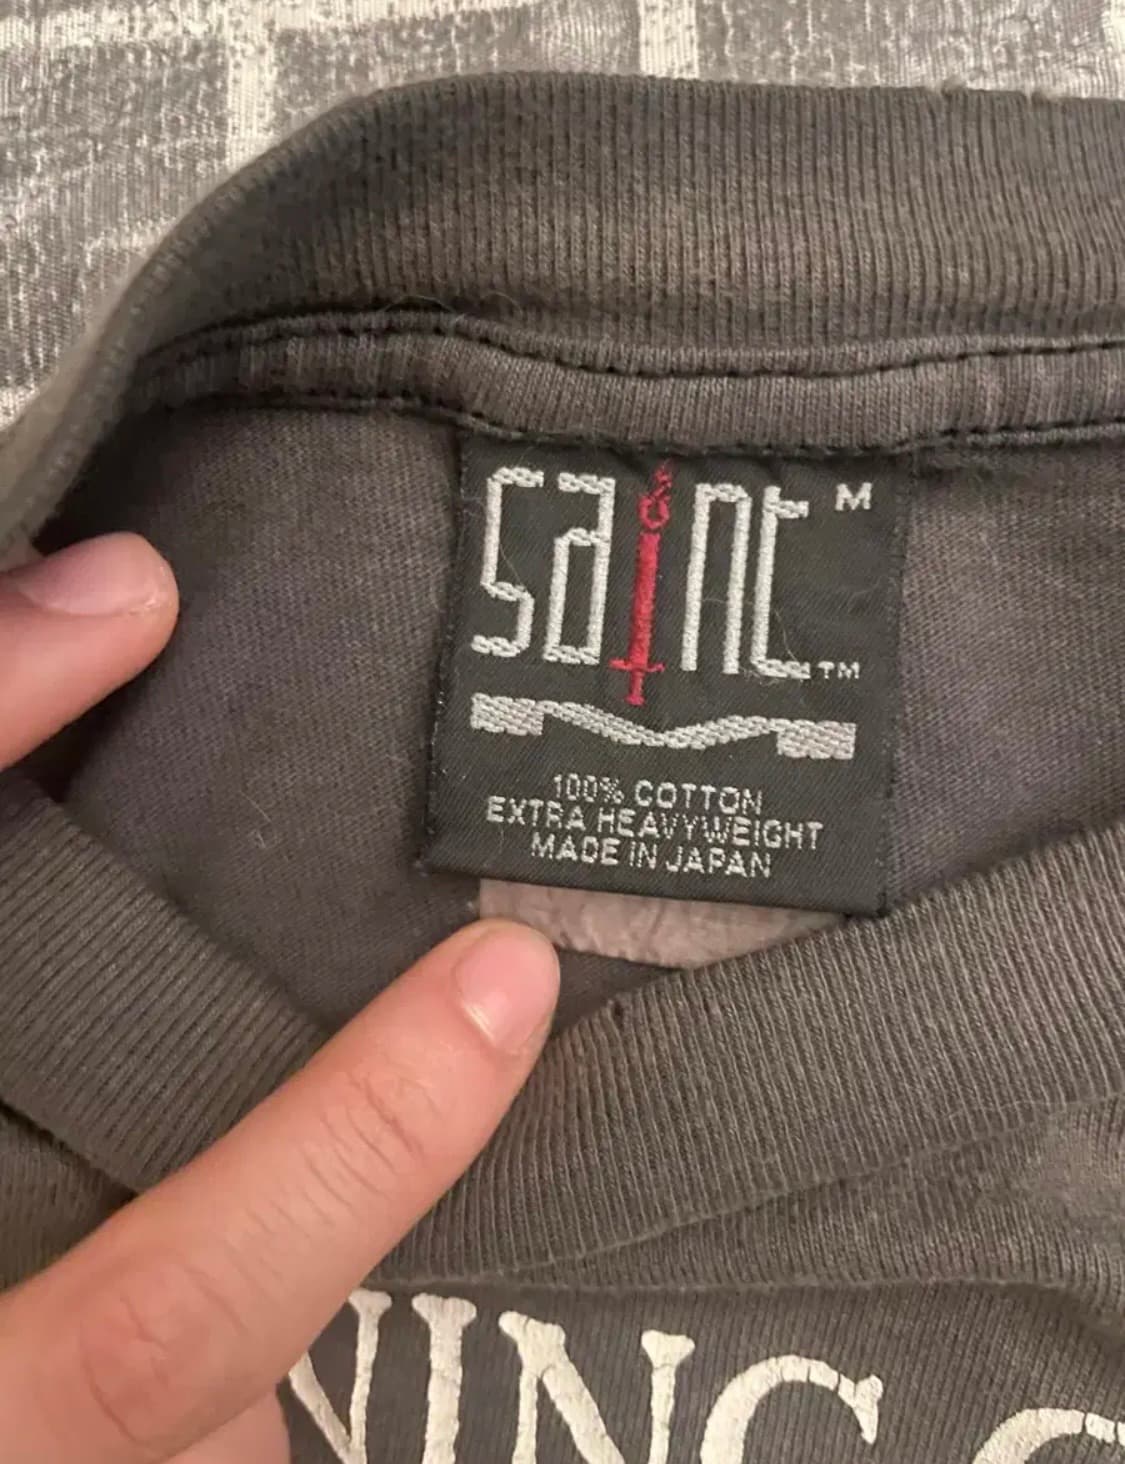 saint M
™
100% COTTON
EXTRA HEAVYWEIGHT
MADE IN JAPAN